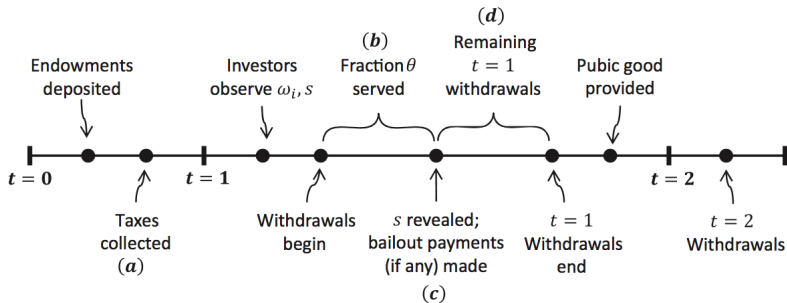 (b)
(d)
Endowments
deposited
Investors
observe ωᵢ, s
Fraction θ
served
Remaining
t = 1
withdrawals
Pubic good
provided
t = 0
t = 1
t = 2
Taxes
collected
(a)
Withdrawals
begin
s revealed;
bailout payments
(if any) made
(c)
t = 1
Withdrawals
end
t = 2
Withdrawals